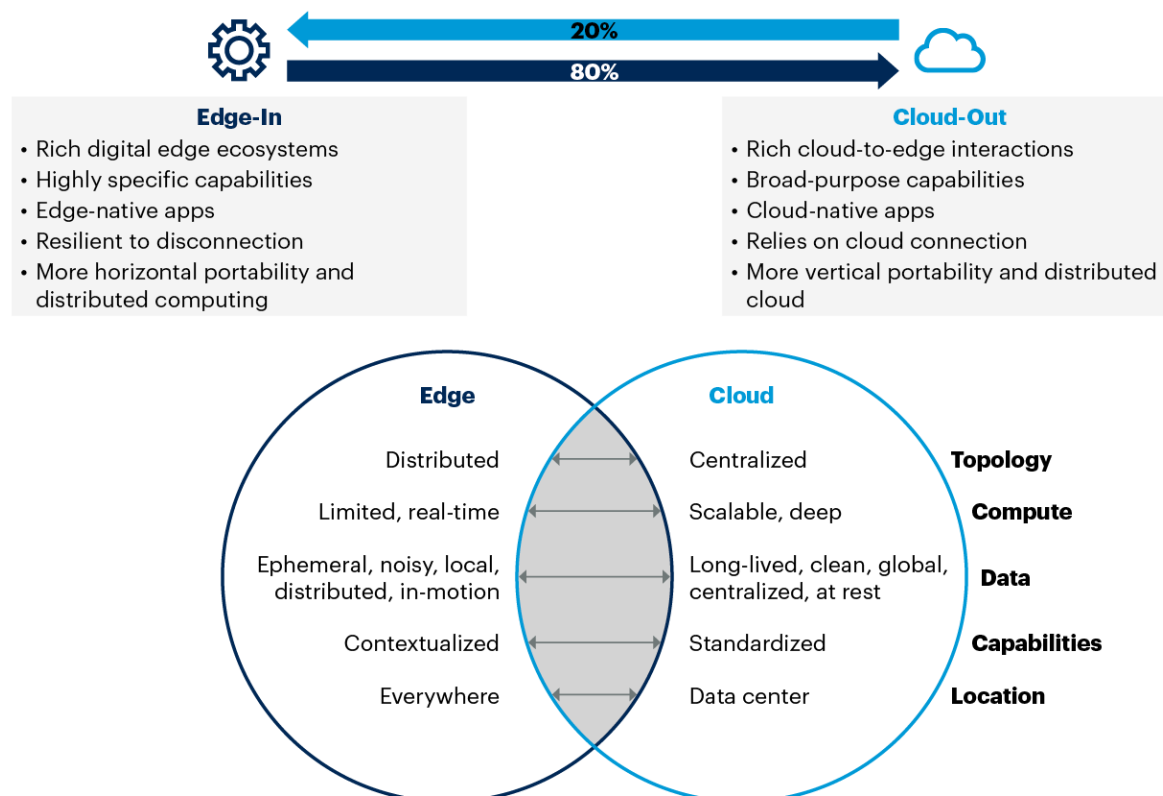 20%
80%
Edge-In
• Rich digital edge ecosystems
• Highly specific capabilities
• Edge-native apps
• Resilient to disconnection
• More horizontal portability and
distributed computing
Cloud-Out
• Rich cloud-to-edge interactions
• Broad-purpose capabilities
• Cloud-native apps
• Relies on cloud connection
• More vertical portability and distributed
cloud
Edge
Cloud
Distributed
Centralized
Topology
Limited, real-time
Scalable, deep
Compute
Ephemeral, noisy, local,
distributed, in-motion
Long-lived, clean, global,
centralized, at rest
Data
Contextualized
Standardized
Capabilities
Everywhere
Data center
Location